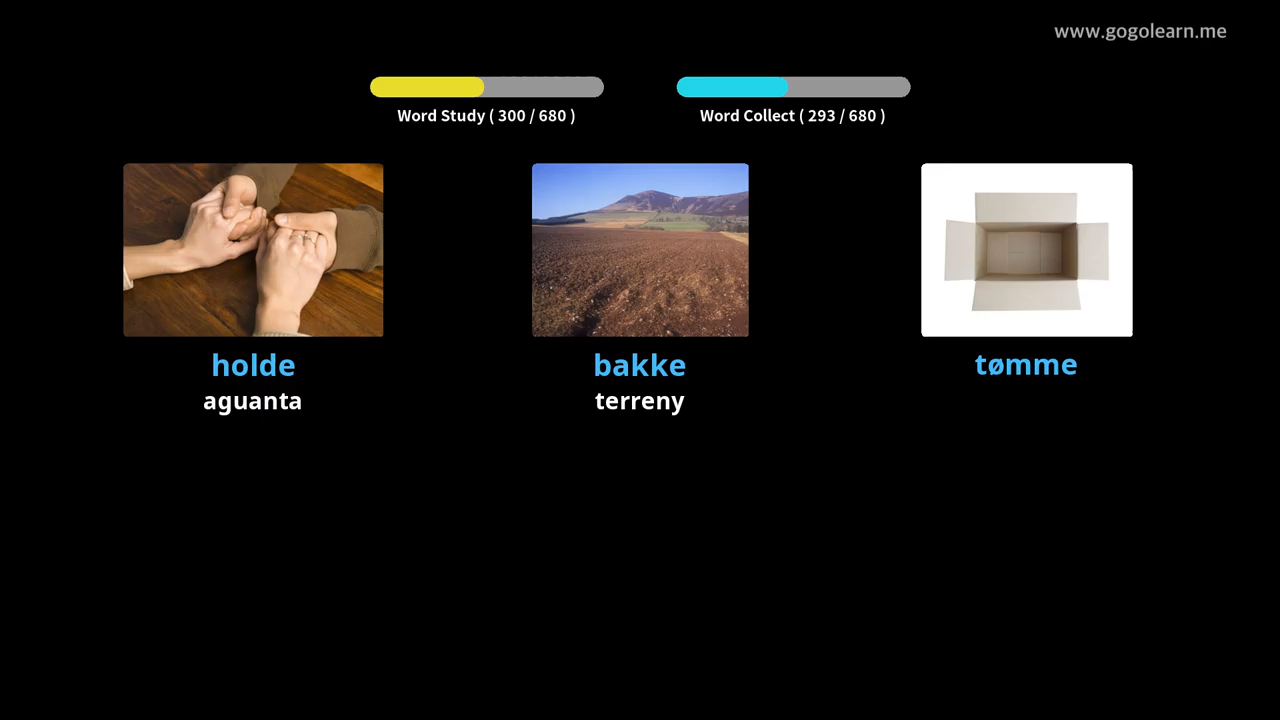 www.gogolearn.me
Word Study ( 300 / 680 )
Word Collect ( 293 / 680 )
holde
aguanta
bakke
terreny
tømme